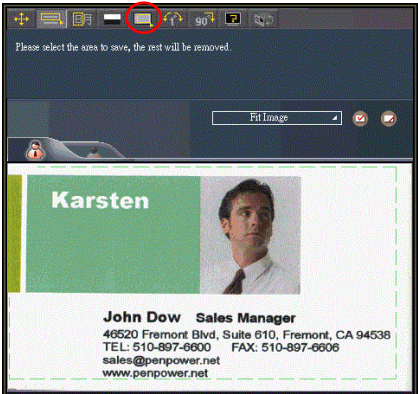 1
90
?
Please select the area to save, the rest will be removed.
Fit Image
Karsten
John Dow Sales Manager
46520 Fremont Blvd, Suite 610, Fremont, CA 94538
TEL: 510-897-6600 FAX: 510-897-6606
sales@penpower.net
www.penpower.net